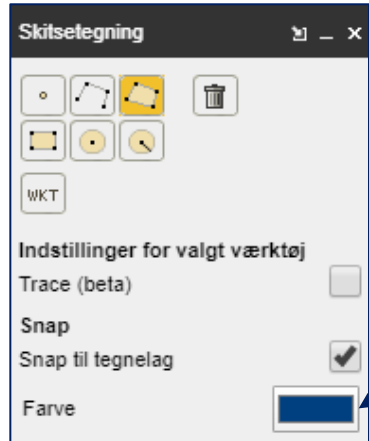 Skitsetegning
WKT
Indstillinger for valgt værktøj
Trace (beta)
Snap
Snap til tegnelag
Farve